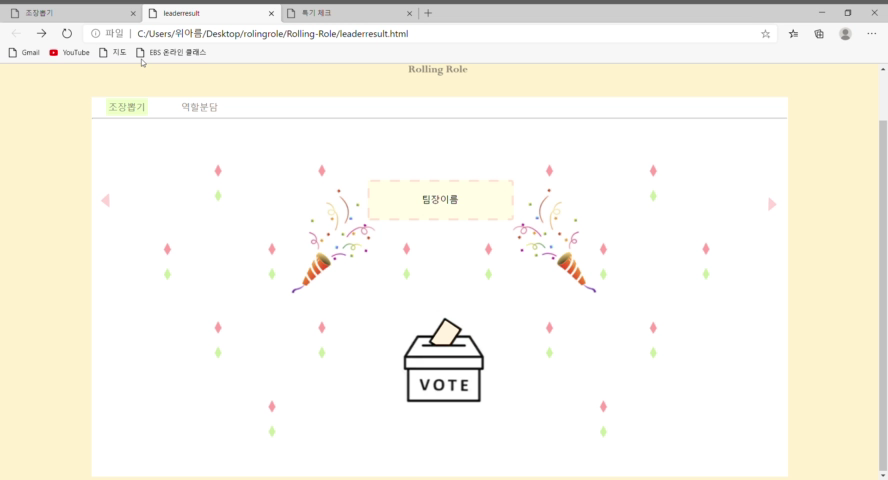 조장뽑기 leaderresult 특기 체크
파일 C:/Users/위아름/Desktop/rolingrole/Rolling-Role/leaderresult.html
Gmail YouTube 지도 EBS 온라인 클래스
Rolling Role
조장뽑기 역할분담
팀장이름
VOTE